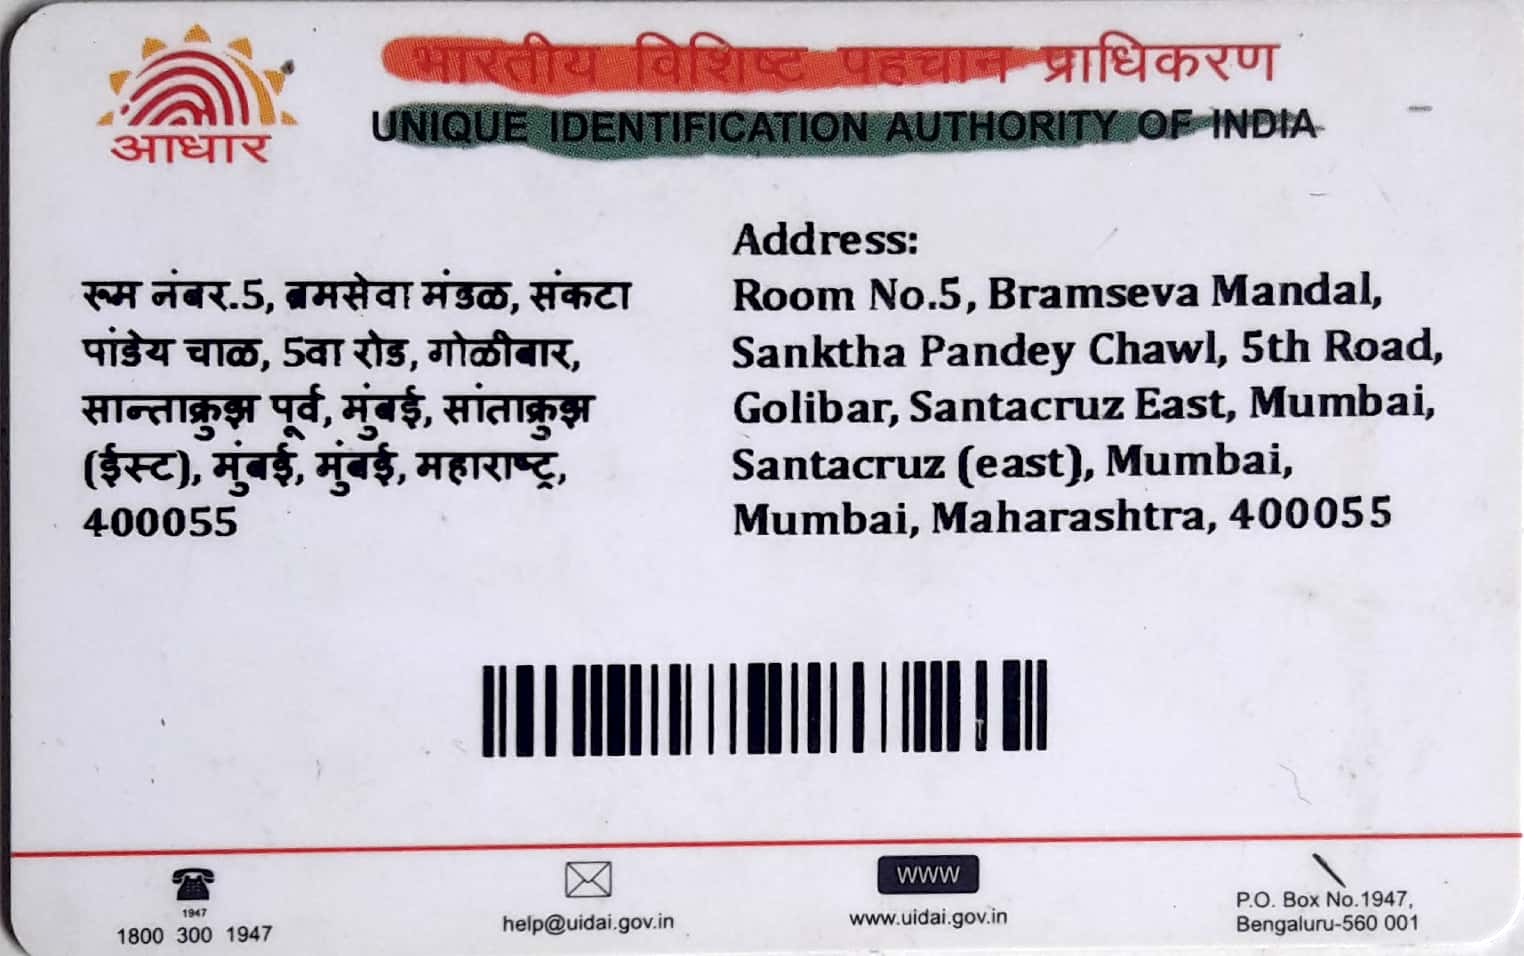 भारतीय विशिष्ट पहचान प्राधिकरण
UNIQUE IDENTIFICATION AUTHORITY OF INDIA
आधार
Address:
रूम नंबर.5, ब्रमसेवा मंडळ, संकटा
पांडेय चाळ, 5वा रोड, गोळीबार,
सान्ताक्रुझ पूर्व, मुंबई, सांताक्रुझ
(ईस्ट), मुंबई, मुंबई, महाराष्ट्र,
400055
Room No.5, Bramseva Mandal,
Sanktha Pandey Chawl, 5th Road,
Golibar, Santacruz East, Mumbai,
Santacruz (east), Mumbai,
Mumbai, Maharashtra, 400055
1947
1800 300 1947
help@uidai.gov.in
www
www.uidai.gov.in
P.O. Box No.1947,
Bengaluru-560 001